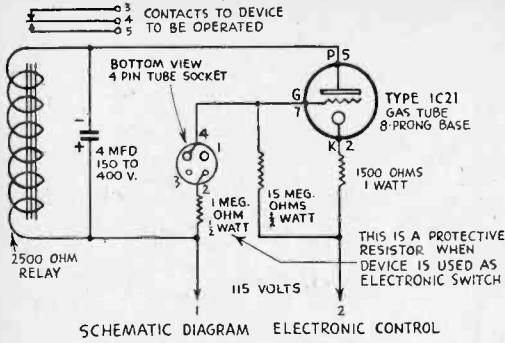 3
CONTACTS TO DEVICE
4
TO BE OPERATED
5
BOTTOM VIEW
4 PIN TUBE SOCKET
P 5
G
7
TYPE 1C21
GAS TUBE
8-PRONG BASE
K 2
-
+
4 MFD
150 TO
400 V.
4
1
3
2
1 MEG.
OHM
½ WATT
15 MEG.
OHMS
½ WATT
1500 OHMS
1 WATT
2500 OHM
RELAY
THIS IS A PROTECTIVE
RESISTOR WHEN
DEVICE IS USED AS
ELECTRONIC SWITCH
115 VOLTS
1
2
SCHEMATIC DIAGRAM ELECTRONIC CONTROL